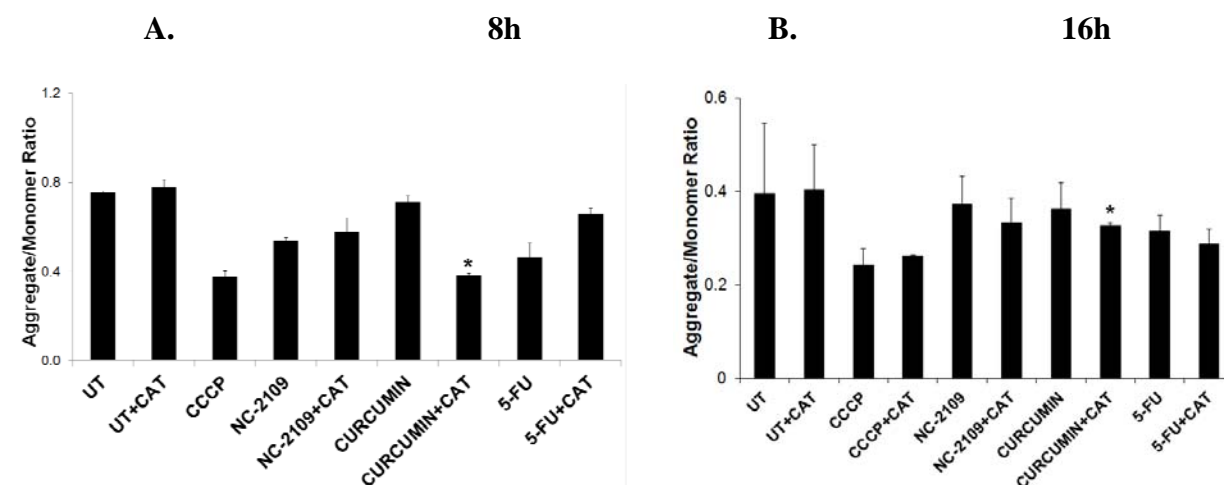 A. 8h
Aggregate/Monomer Ratio
1.2
0.8
0.4
0.0
*
UT
UT+CAT
CCCP
NC-2109
NC-2109+CAT
CURCUMIN
CURCUMIN+CAT
5-FU
5-FU+CAT
B. 16h
Aggregate/Monomer Ratio
0.6
0.4
0.2
0
*
UT
UT+CAT
CCCP
CCCP+CAT
NC-2109
NC-2109+CAT
CURCUMIN
CURCUMIN+CAT
5-FU
5-FU+CAT